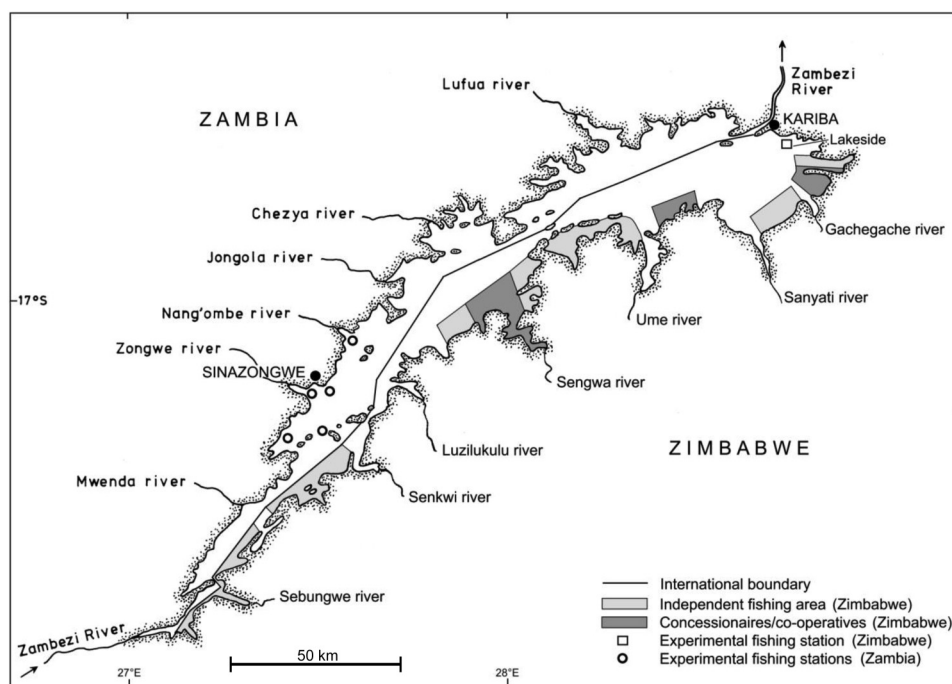 Zambezi
River
Lufua river
KARIBA
ZAMBIA
Lakeside
Chezya river
Gachegache river
Jongola river
Sanyati river
17°S
Nang'ombe river
Ume river
Zongwe river
SINAZONGWE
Sengwa river
ZIMBABWE
Luzilukulu river
Mwenda river
Senkwi river
International boundary
Sebungwe river
Independent fishing area (Zimbabwe)
Concessionaires/co-operatives (Zimbabwe)
Zambezi River
Experimental fishing station (Zimbabwe)
50 km
Experimental fishing stations (Zambia)
27°E
28°E